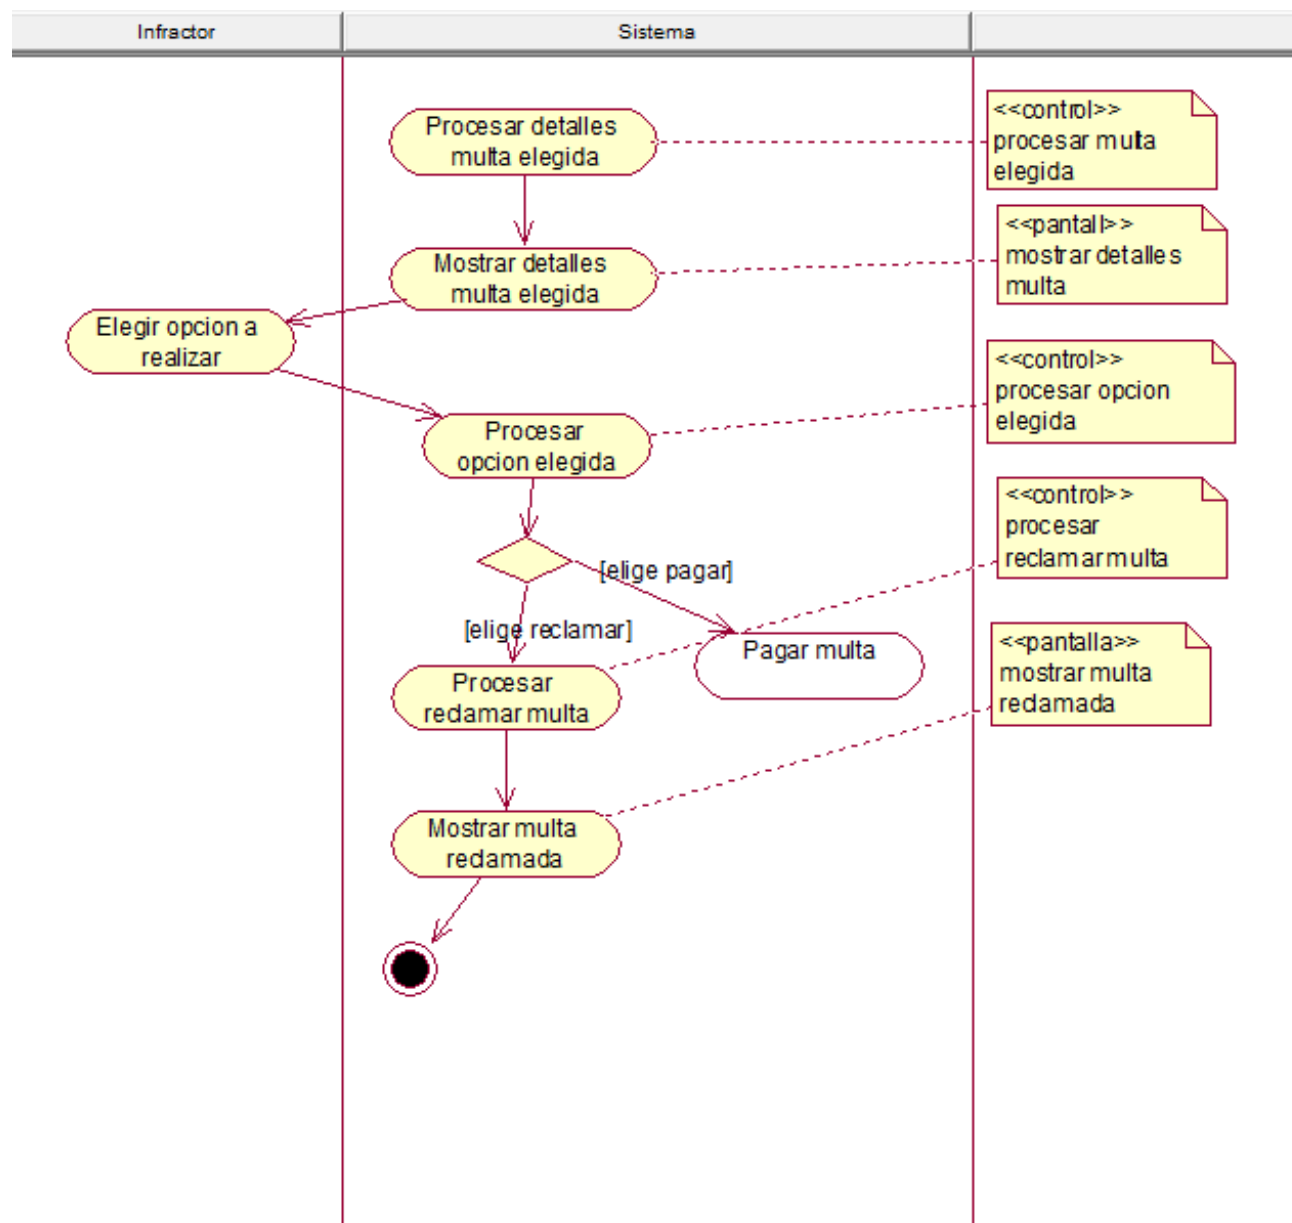 Infractor
Sistema
Procesar detalles
multa elegida
<<control>>
procesar multa
elegida
Mostrar detalles
multa elegida
<<pantall>>
mostrar detalles
multa
Elegir opcion a
realizar
<<control>>
procesar opcion
elegida
Procesar
opcion elegida
<<control>>
procesar
reclamar multa
[elige pagar]
[elige reclamar]
Pagar multa
<<pantalla>>
mostrar multa
reclamada
Procesar
reclamar multa
Mostrar multa
reclamada